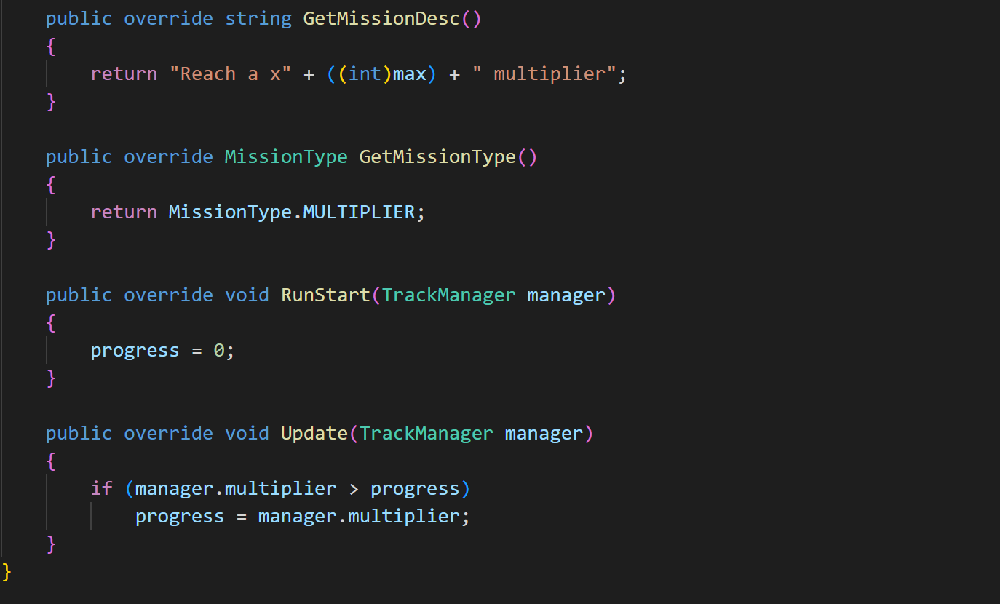 public override string GetMissionDesc()
{
return "Reach a x" + ((int)max) + " multiplier";
}
public override MissionType GetMissionType()
{
return MissionType.MULTIPLIER;
}
public override void RunStart(TrackManager manager)
{
progress = 0;
}
public override void Update(TrackManager manager)
{
if (manager.multiplier > progress)
progress = manager.multiplier;
}
}